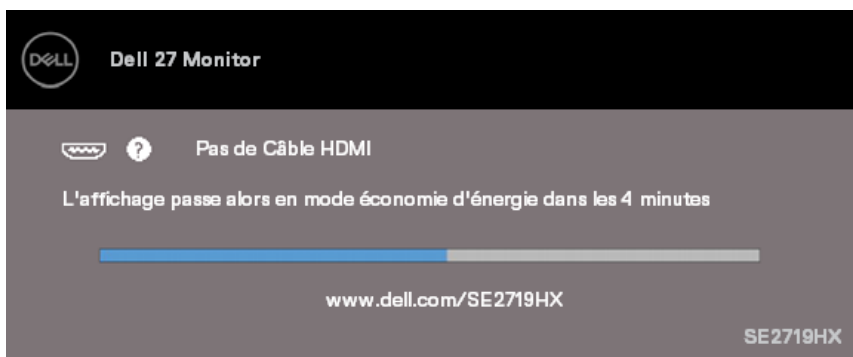 DELL Dell 27 Monitor
? Pas de Câble HDMI
L'affichage passe alors en mode économie d'énergie dans les 4 minutes
www.dell.com/SE2719HX
SE2719HX